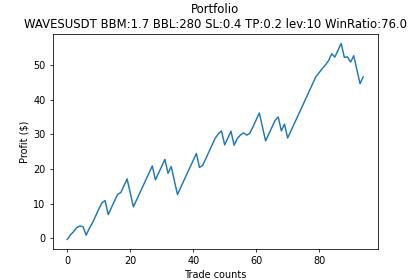 Portfolio
WAVESUSDT BBM:1.7 BBL:280 SL:0.4 TP:0.2 lev:10 WinRatio:76.0
50
40
30
20
10
0
Profit ($)
0 20 40 60 80
Trade counts